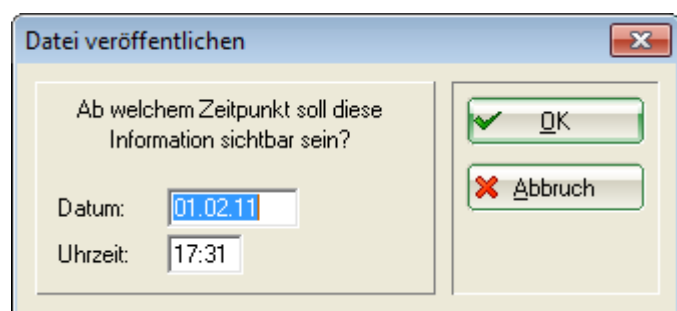 Datei veröffentlichen
Ab welchem Zeitpunkt soll diese
Information sichtbar sein?
Datum: 01.02.11
Uhrzeit: 17:31
OK
Abbruch